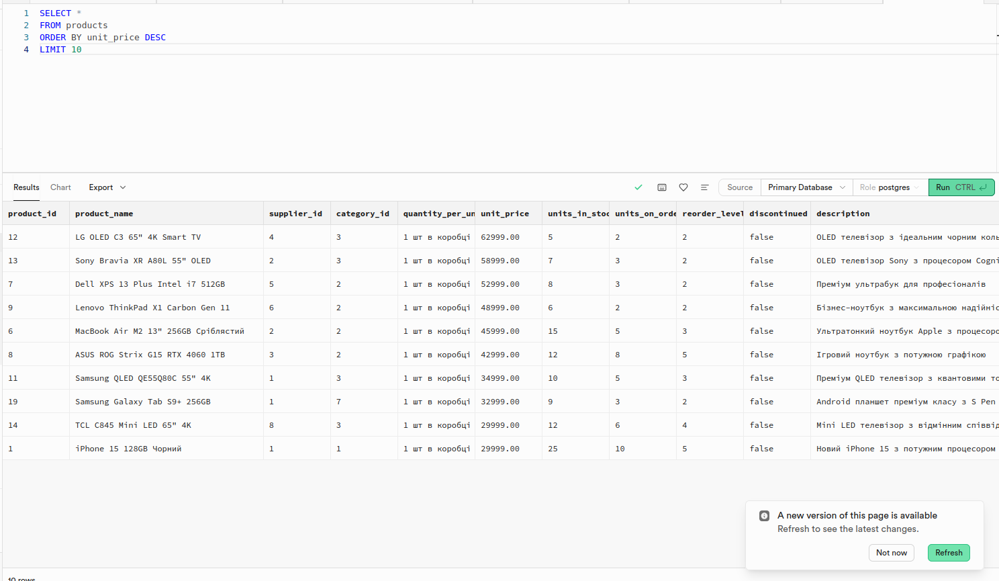 1 SELECT *
2 FROM products
3 ORDER BY unit_price DESC
4 LIMIT 10
Results Chart Export Source Primary Database Role postgres Run CTRL
product_id product_name supplier_id category_id quantity_per_un unit_price units_in_stoc units_on_orde reorder_level discontinued description
12 LG OLED C3 65" 4K Smart TV 4 3 1 шт в коробці 62999.00 5 2 2 false OLED телевізор з ідеальним чорним коль
13 Sony Bravia XR A80L 55" OLED 2 3 1 шт в коробці 58999.00 7 3 2 false OLED телевізор Sony з процесором Cogni
7 Dell XPS 13 Plus Intel i7 512GB 5 2 1 шт в коробці 52999.00 8 3 2 false Преміум ультрабук для професіоналів
9 Lenovo ThinkPad X1 Carbon Gen 11 6 2 1 шт в коробці 48999.00 6 2 2 false Бізнес-ноутбук з максимальною надійніс
6 MacBook Air M2 13" 256GB Сріблястий 2 2 1 шт в коробці 45999.00 15 5 3 false Ультратонкий ноутбук Apple з процесоро
8 ASUS ROG Strix G15 RTX 4060 1TB 3 2 1 шт в коробці 42999.00 12 8 5 false Ігровий ноутбук з потужною графікою
11 Samsung QLED QE55Q80C 55" 4K 1 3 1 шт в коробці 34999.00 10 5 3 false Преміум QLED телевізор з квантовими то
19 Samsung Galaxy Tab S9+ 256GB 1 7 1 шт в коробці 32999.00 9 3 2 false Android планшет преміум класу з S Pen
14 TCL C845 Mini LED 65" 4K 8 3 1 шт в коробці 29999.00 12 6 4 false Mini LED телевізор з відмінним співвід
1 iPhone 15 128GB Чорний 1 1 1 шт в коробці 29999.00 25 10 5 false Новий iPhone 15 з потужним процесором
A new version of this page is available
Refresh to see the latest changes.
Not now Refresh
10 rows